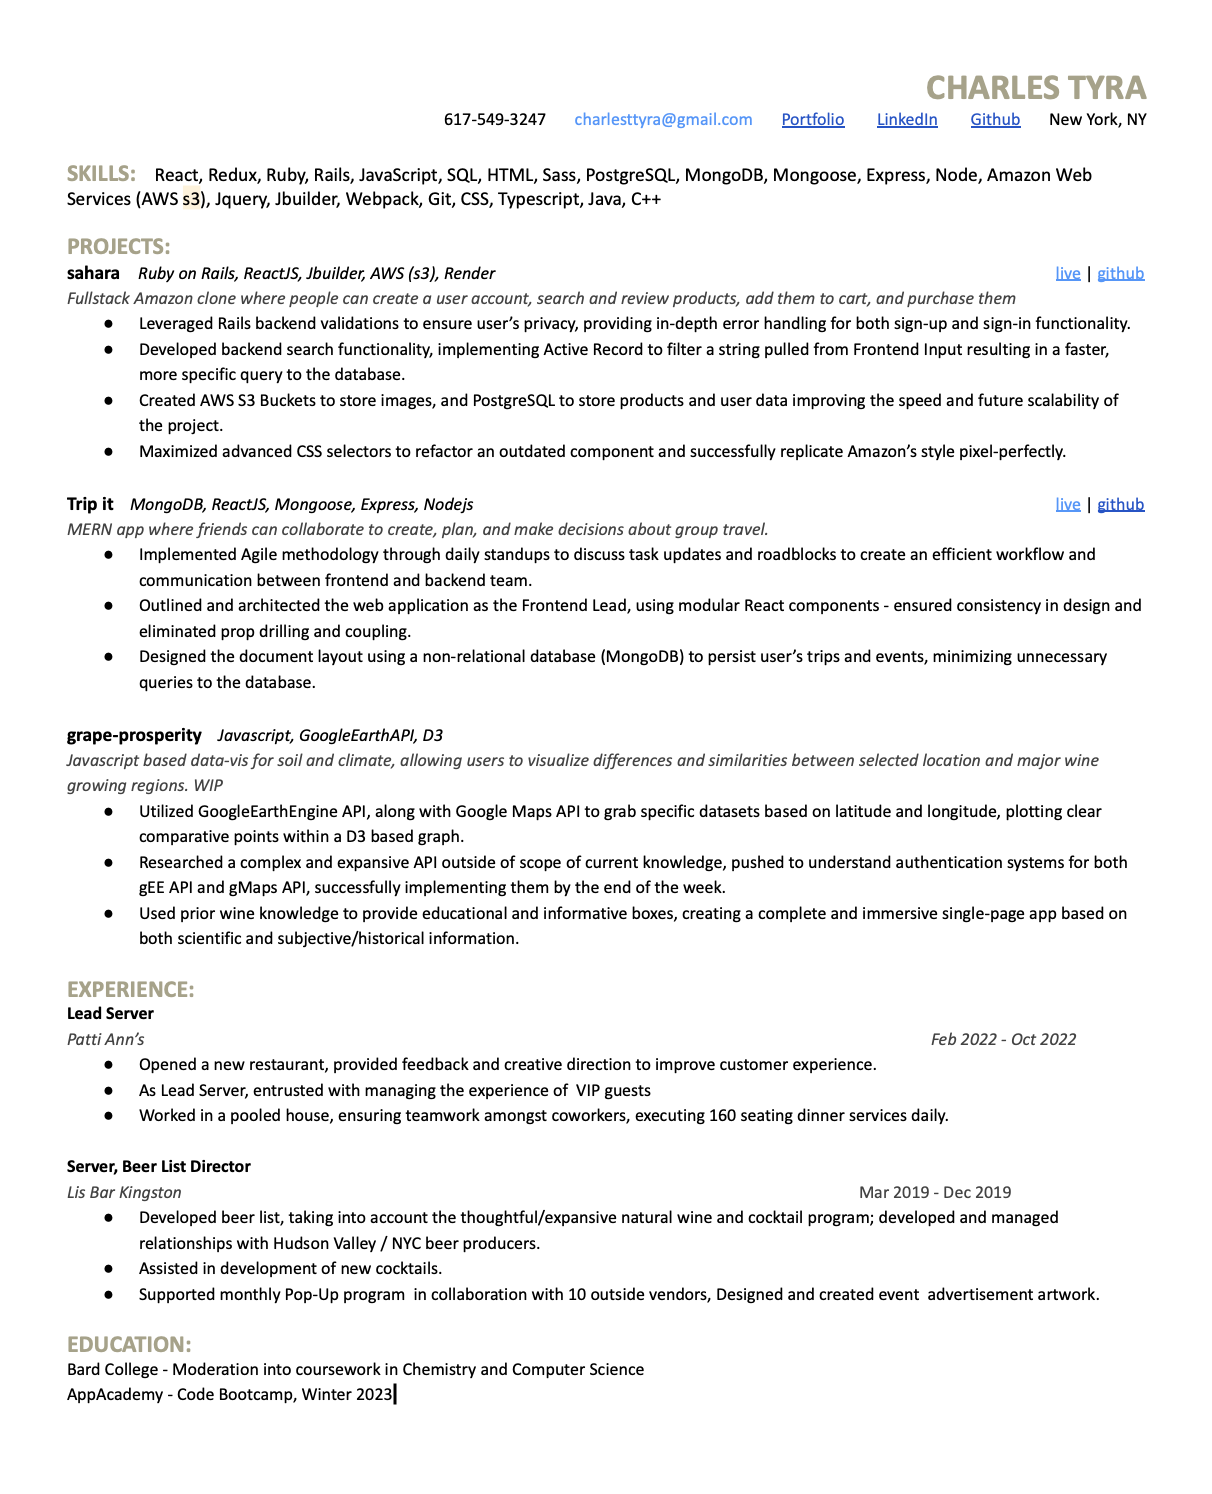 CHARLES TYRA
617-549-3247 charlesttyra@gmail.com Portfolio LinkedIn Github New York, NY
SKILLS: React, Redux, Ruby, Rails, JavaScript, SQL, HTML, Sass, PostgreSQL, MongoDB, Mongoose, Express, Node, Amazon Web
Services (AWS s3), Jquery, Jbuilder, Webpack, Git, CSS, Typescript, Java, C++
PROJECTS:
sahara Ruby on Rails, ReactJS, Jbuilder, AWS (s3), Render live | github
Fullstack Amazon clone where people can create a user account, search and review products, add them to cart, and purchase them
● Leveraged Rails backend validations to ensure user’s privacy, providing in-depth error handling for both sign-up and sign-in functionality.
● Developed backend search functionality, implementing Active Record to filter a string pulled from Frontend Input resulting in a faster,
more specific query to the database.
● Created AWS S3 Buckets to store images, and PostgreSQL to store products and user data improving the speed and future scalability of
the project.
● Maximized advanced CSS selectors to refactor an outdated component and successfully replicate Amazon’s style pixel-perfectly.
Trip it MongoDB, ReactJS, Mongoose, Express, Nodejs live | github
MERN app where friends can collaborate to create, plan, and make decisions about group travel.
● Implemented Agile methodology through daily standups to discuss task updates and roadblocks to create an efficient workflow and
communication between frontend and backend team.
● Outlined and architected the web application as the Frontend Lead, using modular React components - ensured consistency in design and
eliminated prop drilling and coupling.
● Designed the document layout using a non-relational database (MongoDB) to persist user’s trips and events, minimizing unnecessary
queries to the database.
grape-prosperity Javascript, GoogleEarthAPI, D3
Javascript based data-vis for soil and climate, allowing users to visualize differences and similarities between selected location and major wine
growing regions. WIP
● Utilized GoogleEarthEngine API, along with Google Maps API to grab specific datasets based on latitude and longitude, plotting clear
comparative points within a D3 based graph.
● Researched a complex and expansive API outside of scope of current knowledge, pushed to understand authentication systems for both
gEE API and gMaps API, successfully implementing them by the end of the week.
● Used prior wine knowledge to provide educational and informative boxes, creating a complete and immersive single-page app based on
both scientific and subjective/historical information.
EXPERIENCE:
Lead Server
Patti Ann’s Feb 2022 - Oct 2022
● Opened a new restaurant, provided feedback and creative direction to improve customer experience.
● As Lead Server, entrusted with managing the experience of VIP guests
● Worked in a pooled house, ensuring teamwork amongst coworkers, executing 160 seating dinner services daily.
Server, Beer List Director
Lis Bar Kingston Mar 2019 - Dec 2019
● Developed beer list, taking into account the thoughtful/expansive natural wine and cocktail program; developed and managed
relationships with Hudson Valley / NYC beer producers.
● Assisted in development of new cocktails.
● Supported monthly Pop-Up program in collaboration with 10 outside vendors, Designed and created event advertisement artwork.
EDUCATION:
Bard College - Moderation into coursework in Chemistry and Computer Science
AppAcademy - Code Bootcamp, Winter 2023